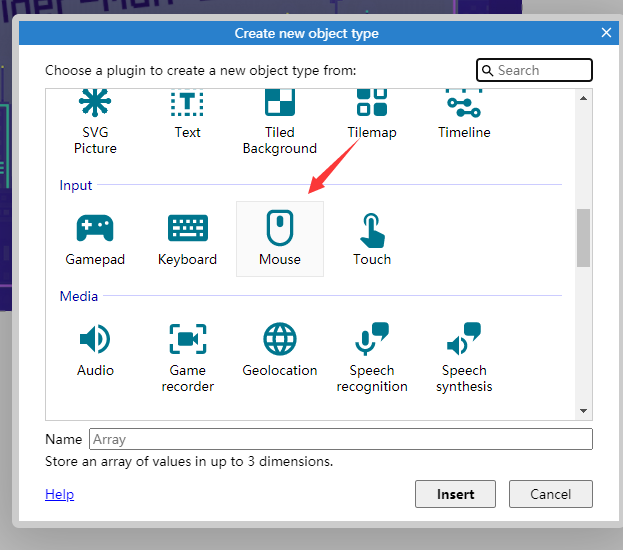 Create new object type
Choose a plugin to create a new object type from:
Search
SVG Picture
Text
Tiled Background
Tilemap
Timeline
Input
Gamepad
Keyboard
Mouse
Touch
Media
Audio
Game recorder
Geolocation
Speech recognition
Speech synthesis
Name Array
Store an array of values in up to 3 dimensions.
Help
Insert
Cancel